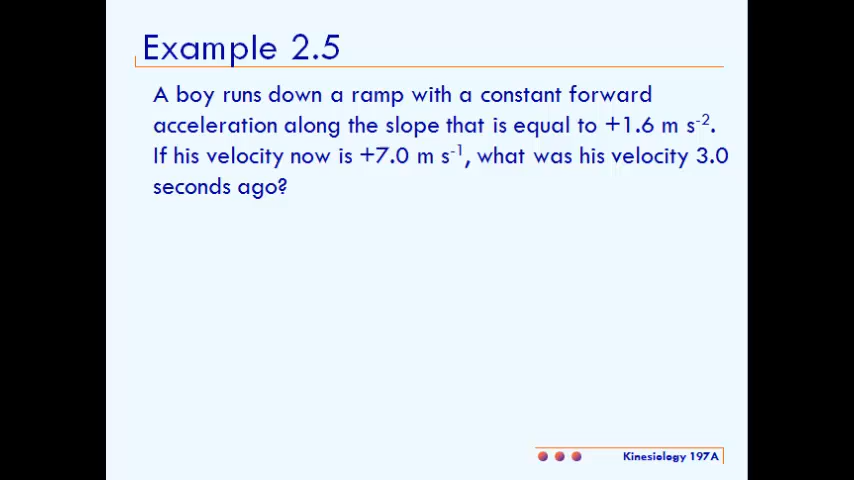 Example 2.5
A boy runs down a ramp with a constant forward
acceleration along the slope that is equal to +1.6 m s⁻².
If his velocity now is +7.0 m s⁻¹, what was his velocity 3.0
seconds ago?
Kinesiology 197A